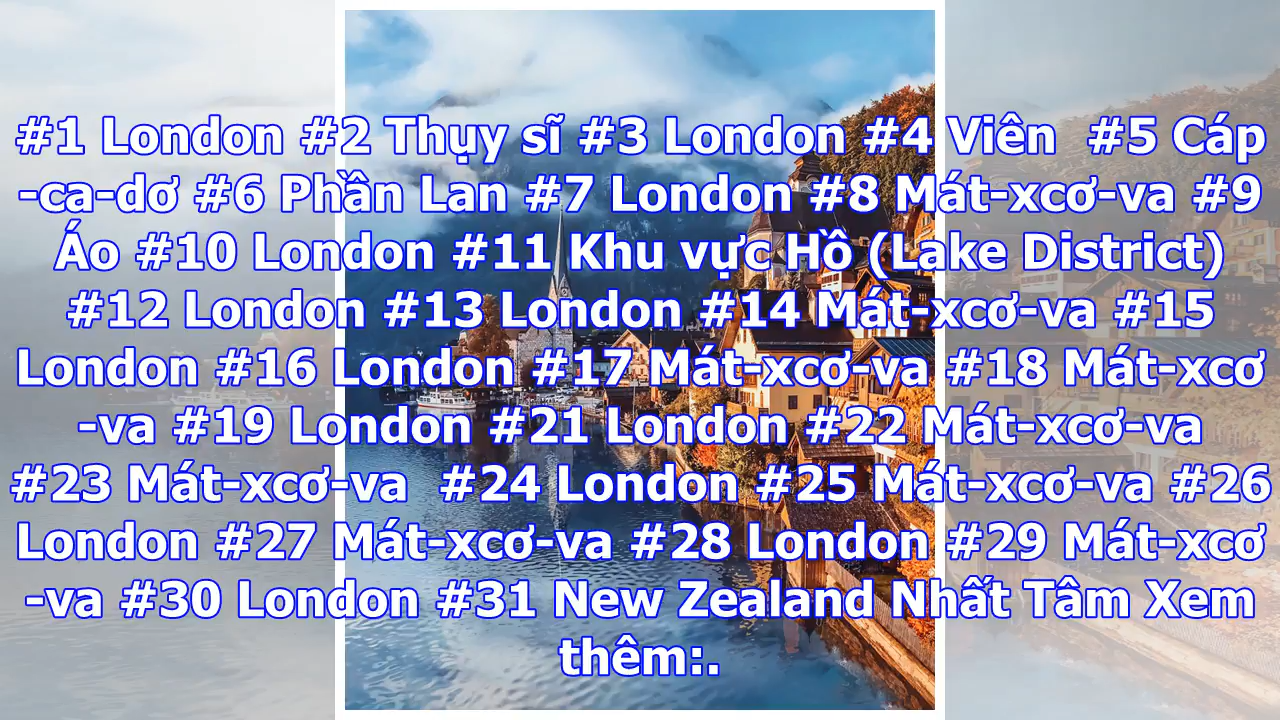 #1 London #2 Thụy sĩ #3 London #4 Viên #5 Cáp
-ca-dơ #6 Phần Lan #7 London #8 Mát-xcơ-va #9
Áo #10 London #11 Khu vực Hồ (Lake District)
#12 London #13 London #14 Mát-xcơ-va #15
London #16 London #17 Mát-xcơ-va #18 Mát-xcơ
-va #19 London #21 London #22 Mát-xcơ-va
#23 Mát-xcơ-va #24 London #25 Mát-xcơ-va #26
London #27 Mát-xcơ-va #28 London #29 Mát-xcơ
-va #30 London #31 New Zealand Nhất Tâm Xem
thêm:.